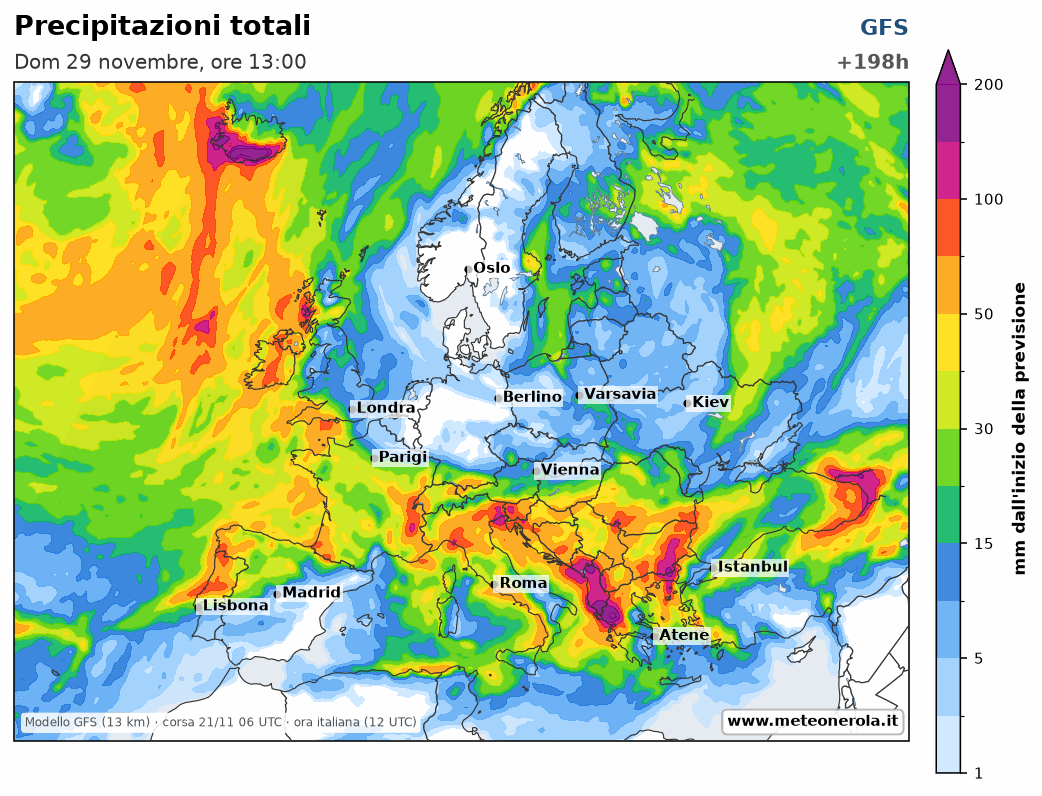 Precipitazioni totali
GFS
Dom 29 novembre, ore 13:00
+198h
200
100
50
30
15
5
1
mm dall'inizio della previsione
Oslo
Berlino
Varsavia
Kiev
Londra
Parigi
Vienna
Istanbul
Roma
Madrid
Lisbona
Atene
Modello GFS (13 km) · corsa 21/11 06 UTC · ora italiana (12 UTC)
www.meteonerola.it